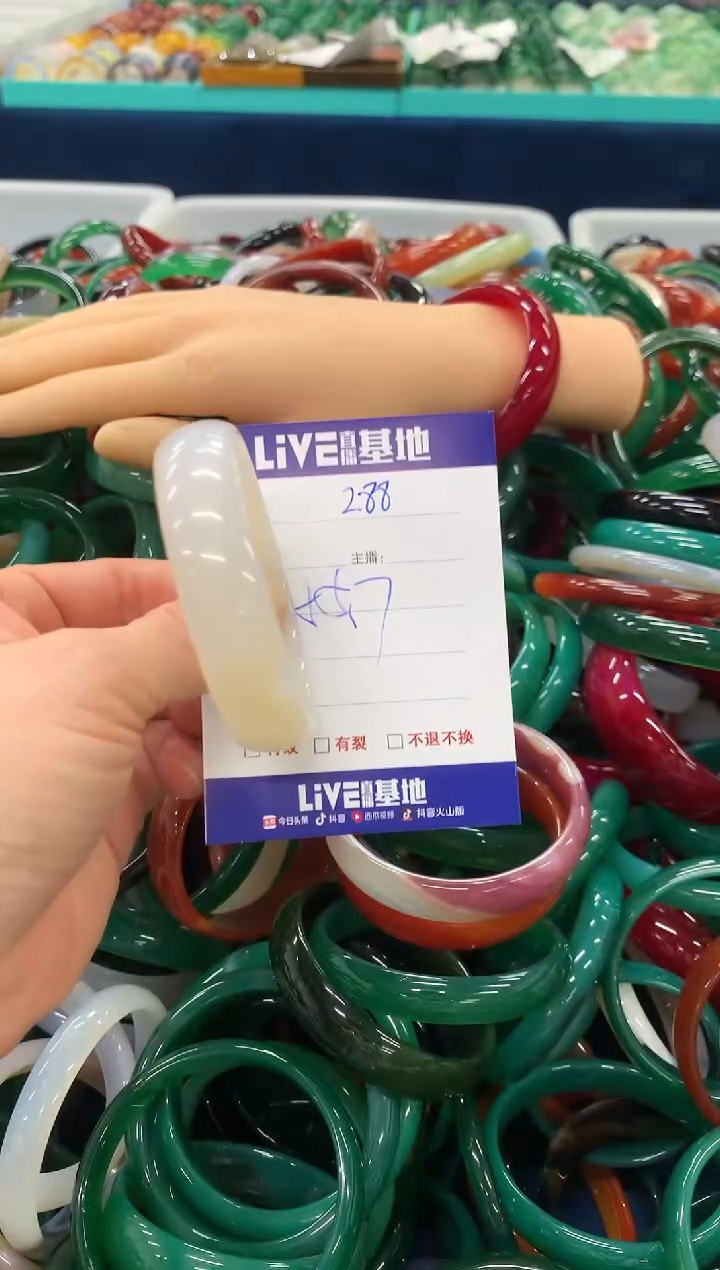 LiVE直播基地
288
主播:
有裂 不退不换
LiVE直播基地
今日头条 抖音 西瓜视频 抖音火山版